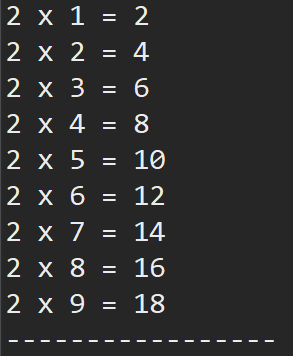 2 x 1 = 2
2 x 2 = 4
2 x 3 = 6
2 x 4 = 8
2 x 5 = 10
2 x 6 = 12
2 x 7 = 14
2 x 8 = 16
2 x 9 = 18
-----------------